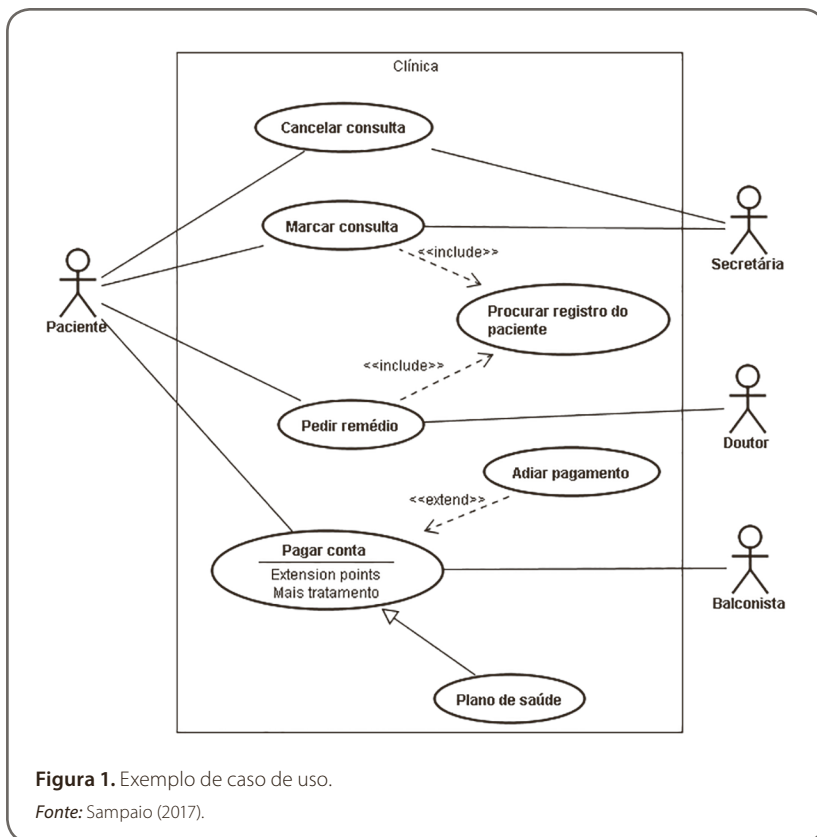 Clínica
Cancelar consulta
Marcar consulta
<<include>>
Secretária
Paciente
Procurar registro do
paciente
<<include>>
Pedir remédio
Doutor
Adiar pagamento
<<extend>>
Pagar conta
Extension points
Mais tratamento
Balconista
Plano de saúde
Figura 1. Exemplo de caso de uso.
Fonte: Sampaio (2017).